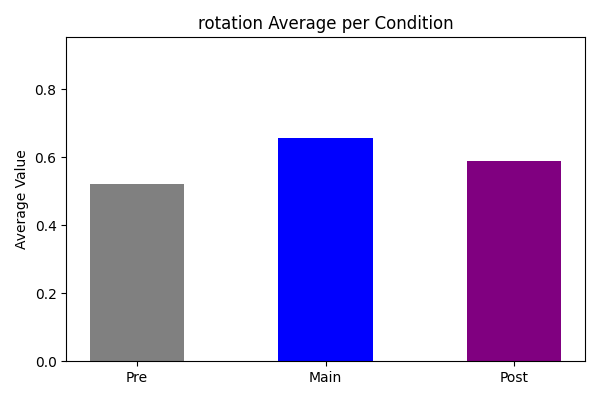 rotation Average per Condition
Average Value
0.8
0.6
0.4
0.2
0.0
Pre
Main
Post